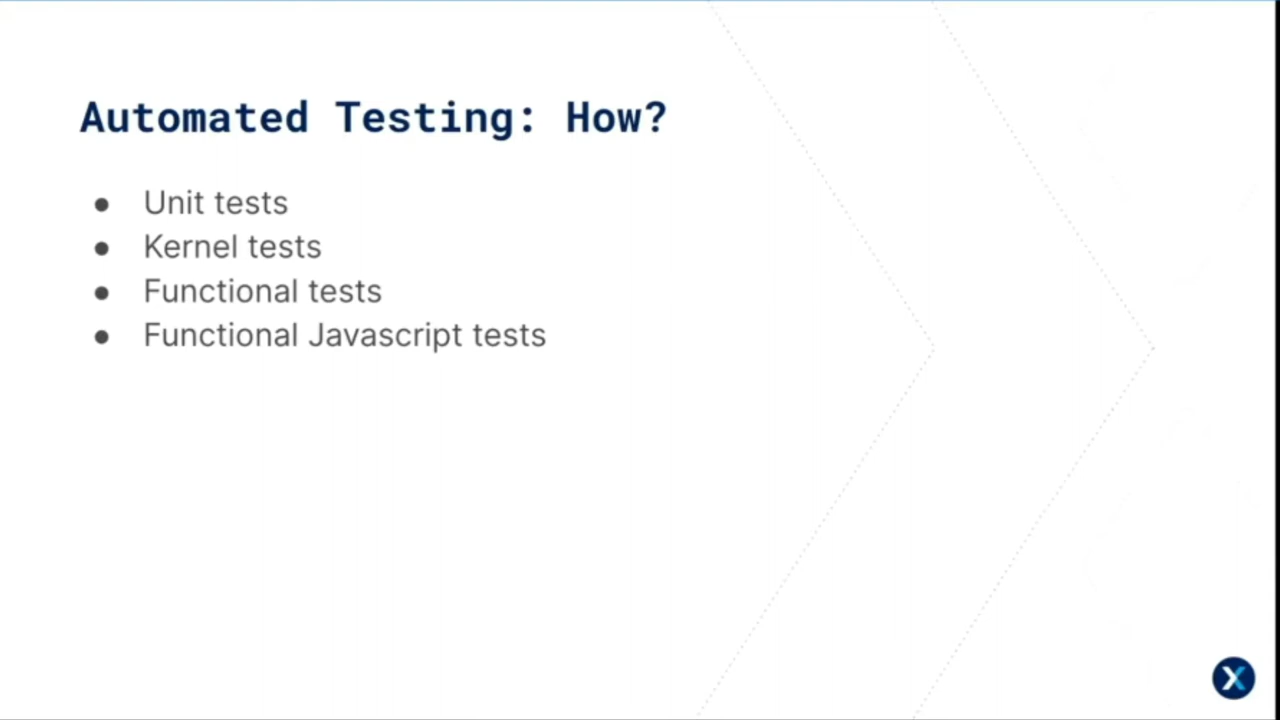 Automated Testing: How?
● Unit tests
● Kernel tests
● Functional tests
● Functional Javascript tests